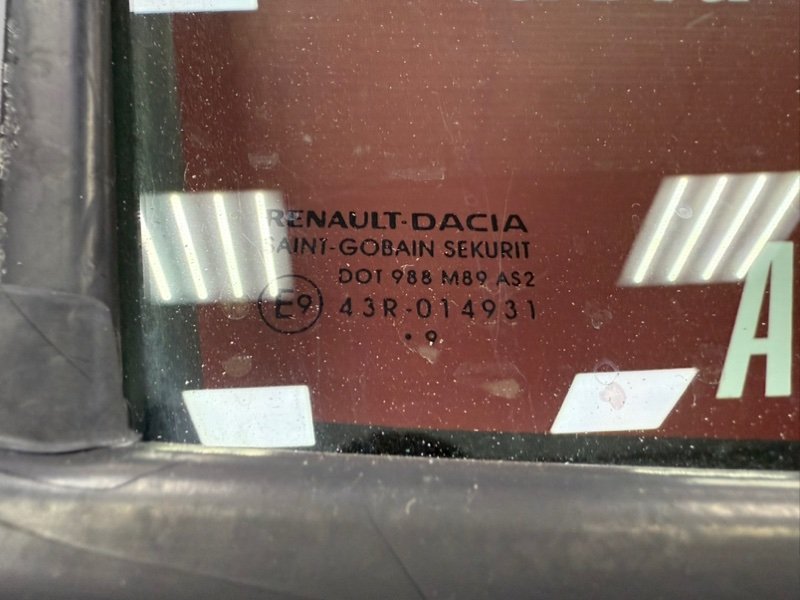 RENAULT·DACIA
SAINT-GOBAIN SEKURIT
DOT 988 M89 AS2
E9 43R-014931
• 9
A